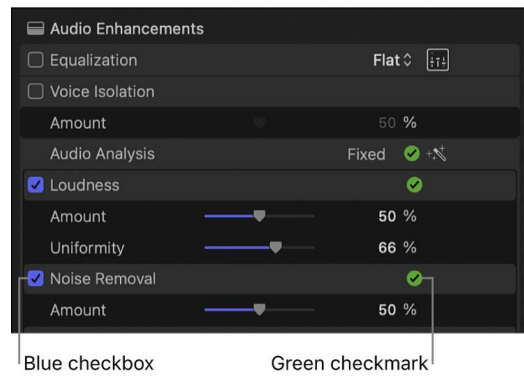 Audio Enhancements
Equalization Flat
Voice Isolation
Amount 50 %
Audio Analysis Fixed
Loudness
Amount 50 %
Uniformity 66 %
Noise Removal
Amount 50 %
Blue checkbox Green checkmark